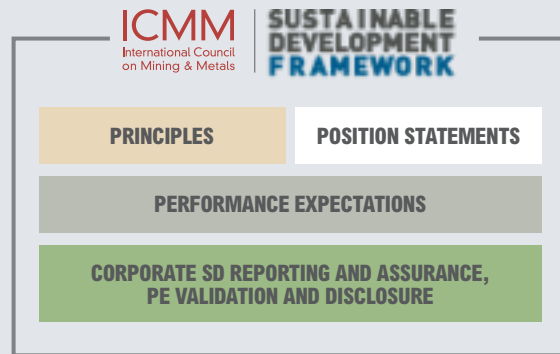 ICMM
International Council
on Mining & Metals
SUSTAINABLE
DEVELOPMENT
FRAMEWORK
PRINCIPLES
POSITION STATEMENTS
PERFORMANCE EXPECTATIONS
CORPORATE SD REPORTING AND ASSURANCE,
PE VALIDATION AND DISCLOSURE